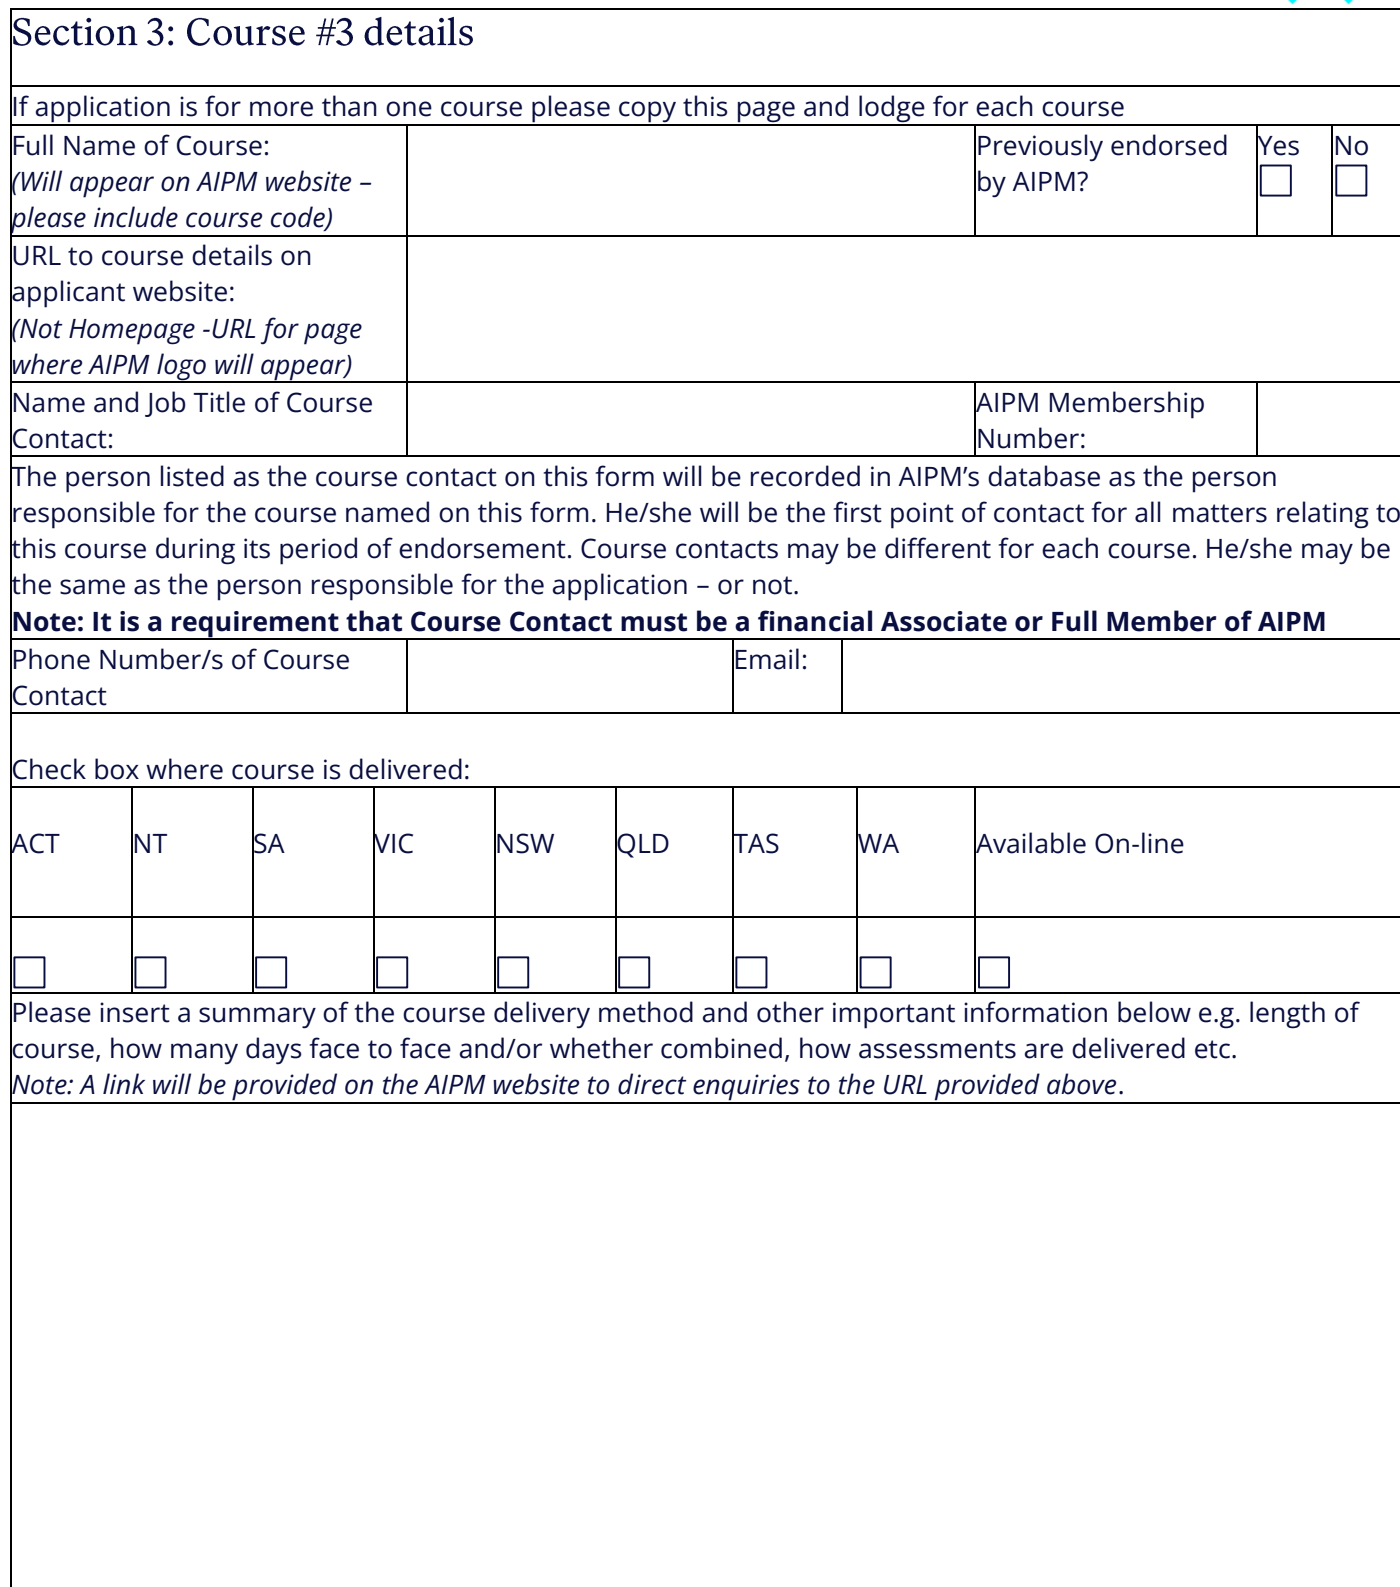 Section 3: Course #3 details
If application is for more than one course please copy this page and lodge for each course
Full Name of Course:
(Will appear on AIPM website –
please include course code)
Previously endorsed
by AIPM?
Yes
No
URL to course details on
applicant website:
(Not Homepage -URL for page
where AIPM logo will appear)
Name and Job Title of Course
Contact:
AIPM Membership
Number:
The person listed as the course contact on this form will be recorded in AIPM’s database as the person
responsible for the course named on this form. He/she will be the first point of contact for all matters relating to
this course during its period of endorsement. Course contacts may be different for each course. He/she may be
the same as the person responsible for the application – or not.
Note: It is a requirement that Course Contact must be a financial Associate or Full Member of AIPM
Phone Number/s of Course
Contact
Email:
Check box where course is delivered:
ACT NT SA VIC NSW QLD TAS WA Available On-line
Please insert a summary of the course delivery method and other important information below e.g. length of
course, how many days face to face and/or whether combined, how assessments are delivered etc.
Note: A link will be provided on the AIPM website to direct enquiries to the URL provided above.